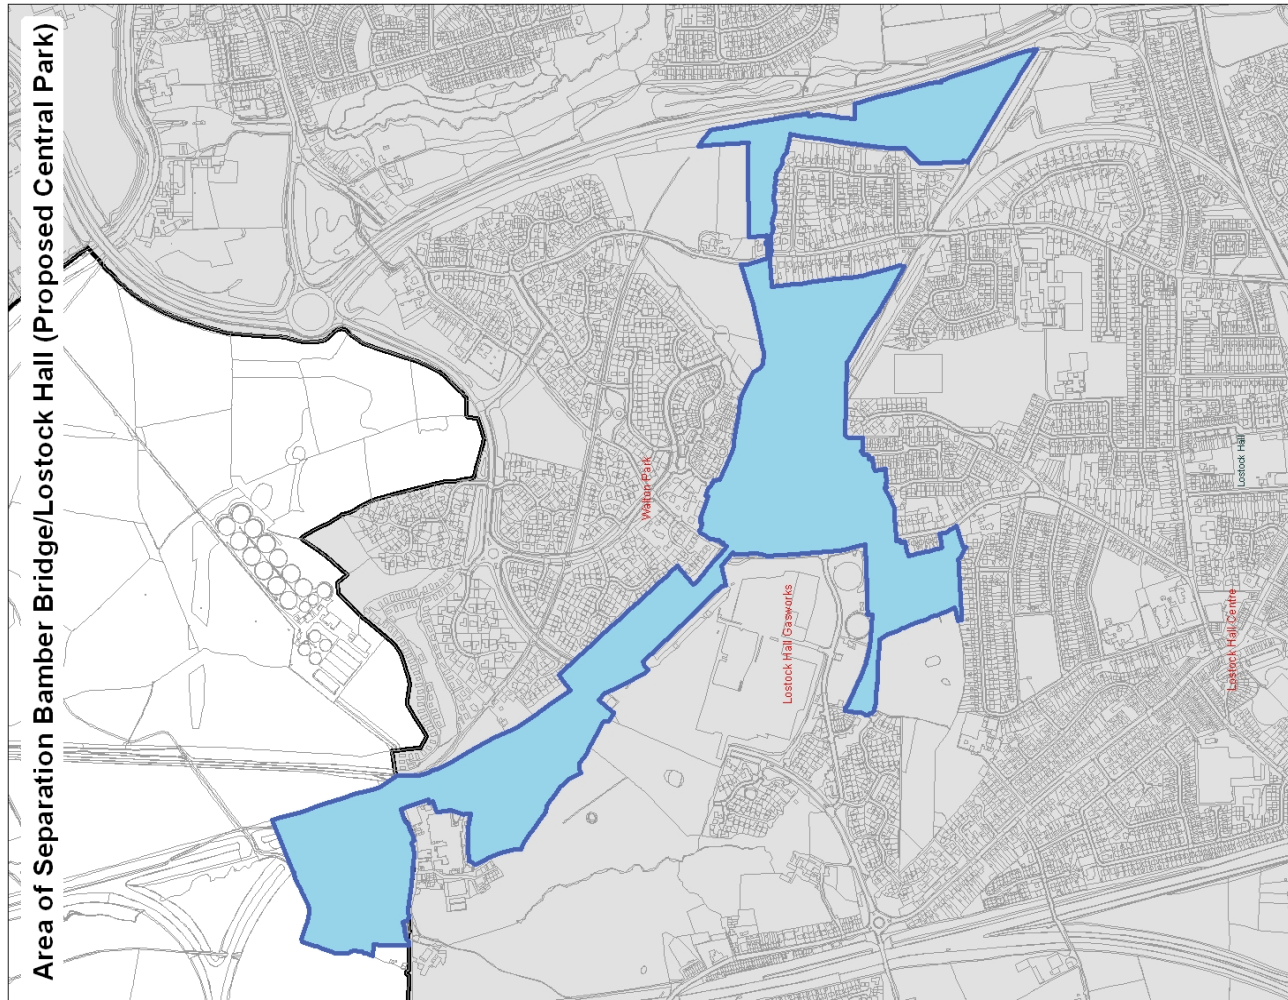 Area of Separation Bamber Bridge/Lostock Hall (Proposed Central Park)
Walton Park
Lostock Hall Gasworks
Lostock Hall
Lostock Hall Centre